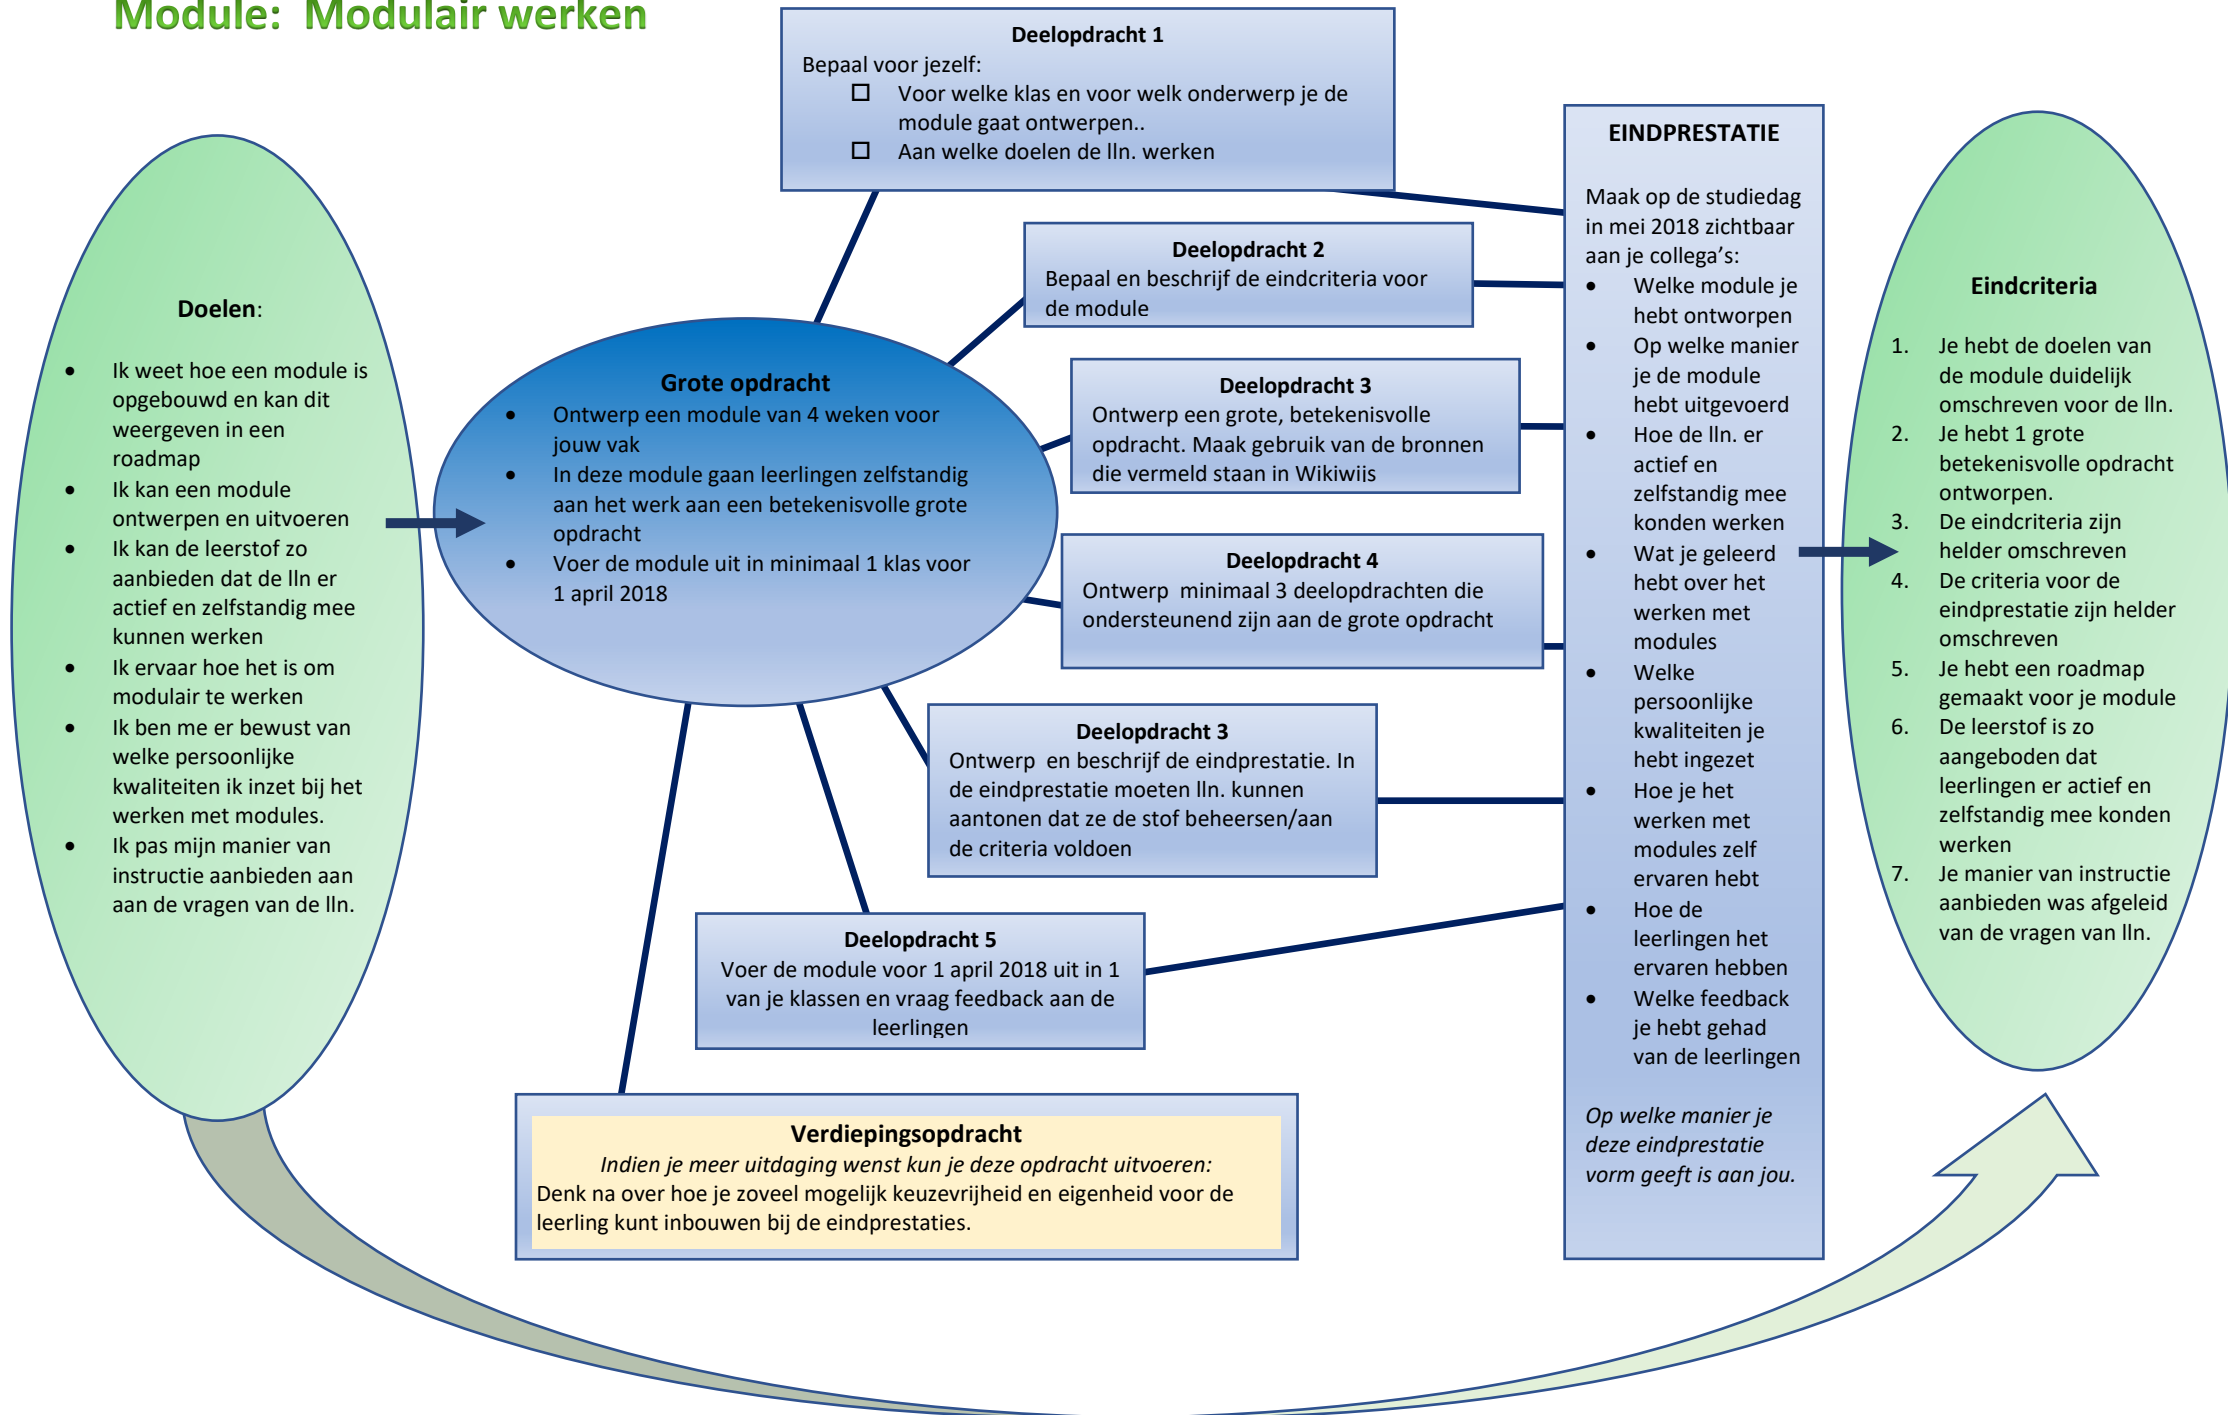 Module:  Modulair werken
Doelen:
• Ik weet hoe een module is
opgebouwd en kan dit
weergeven in een
roadmap
• Ik kan een module
ontwerpen en uitvoeren
• Ik kan de leerstof zo
aanbieden dat de lln er
actief en zelfstandig mee
kunnen werken
• Ik ervaar hoe het is om
modulair te werken
• Ik ben me er bewust van
welke persoonlijke
kwaliteiten ik inzet bij het
werken met modules.
• Ik pas mijn manier van
instructie aanbieden aan
aan de vragen van de lln.
Grote opdracht
• Ontwerp een module van 4 weken voor
jouw vak
• In deze module gaan leerlingen zelfstandig
aan het werk aan een betekenisvolle grote
opdracht
• Voer de module uit in minimaal 1 klas voor
1 april 2018
Deelopdracht 1
Bepaal voor jezelf:
☐ Voor welke klas en voor welk onderwerp je de
module gaat ontwerpen..
☐ Aan welke doelen de lln. werken
Deelopdracht 2
Bepaal en beschrijf de eindcriteria voor
de module
Deelopdracht 3
Ontwerp een grote, betekenisvolle
opdracht. Maak gebruik van de bronnen
die vermeld staan in Wikiwijs
Deelopdracht 4
Ontwerp  minimaal 3 deelopdrachten die
ondersteunend zijn aan de grote opdracht
Deelopdracht 3
Ontwerp  en beschrijf de eindprestatie. In
de eindprestatie moeten lln. kunnen
aantonen dat ze de stof beheersen/aan
de criteria voldoen
Deelopdracht 5
Voer de module voor 1 april 2018 uit in 1
van je klassen en vraag feedback aan de
leerlingen
Verdiepingsopdracht
Indien je meer uitdaging wenst kun je deze opdracht uitvoeren:
Denk na over hoe je zoveel mogelijk keuzevrijheid en eigenheid voor de
leerling kunt inbouwen bij de eindprestaties.
EINDPRESTATIE
Maak op de studiedag
in mei 2018 zichtbaar
aan je collega's:
• Welke module je
hebt ontworpen
• Op welke manier
je de module
hebt uitgevoerd
• Hoe de lln. er
actief en
zelfstandig mee
konden werken
• Wat je geleerd
hebt over het
werken met
modules
• Welke
persoonlijke
kwaliteiten je
hebt ingezet
• Hoe je het
werken met
modules zelf
ervaren hebt
• Hoe de
leerlingen het
ervaren hebben
• Welke feedback
je hebt gehad
van de leerlingen
Op welke manier je
deze eindprestatie
vorm geeft is aan jou.
Eindcriteria
1. Je hebt de doelen van
de module duidelijk
omschreven voor de lln.
2. Je hebt 1 grote
betekenisvolle opdracht
ontworpen.
3. De eindcriteria zijn
helder omschreven
4. De criteria voor de
eindprestatie zijn helder
omschreven
5. Je hebt een roadmap
gemaakt voor je module
6. De leerstof is zo
aangeboden dat
leerlingen er actief en
zelfstandig mee konden
werken
7. Je manier van instructie
aanbieden was afgeleid
van de vragen van lln.